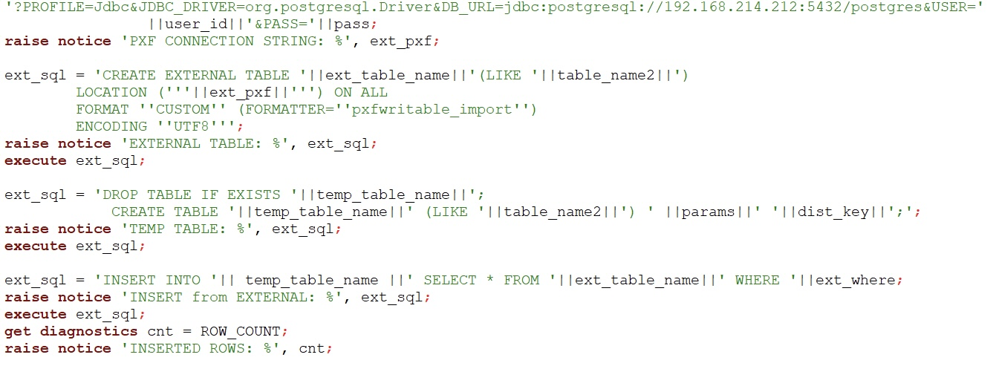 '?PROFILE=Jdbc&JDBC_DRIVER=org.postgresql.Driver&DB_URL=jdbc:postgresql://192.168.214.212:5432/postgres&USER='
||user_id||'&PASS='||pass;
raise notice 'PXF CONNECTION STRING: %', ext_pxf;
ext_sql = 'CREATE EXTERNAL TABLE '||ext_table_name||'(LIKE '||table_name2||')
LOCATION ('''||ext_pxf||''') ON ALL
FORMAT ''CUSTOM'' (FORMATTER=''pxfwritable_import'')
ENCODING ''UTF8''';
raise notice 'EXTERNAL TABLE: %', ext_sql;
execute ext_sql;
ext_sql = 'DROP TABLE IF EXISTS '||temp_table_name||';
CREATE TABLE '||temp_table_name||' (LIKE '||table_name2||') ' ||params||' '||dist_key||';';
raise notice 'TEMP TABLE: %', ext_sql;
execute ext_sql;
ext_sql = 'INSERT INTO '|| temp_table_name ||' SELECT * FROM '||ext_table_name||' WHERE '||ext_where;
raise notice 'INSERT from EXTERNAL: %', ext_sql;
execute ext_sql;
get diagnostics cnt = ROW_COUNT;
raise notice 'INSERTED ROWS: %', cnt;